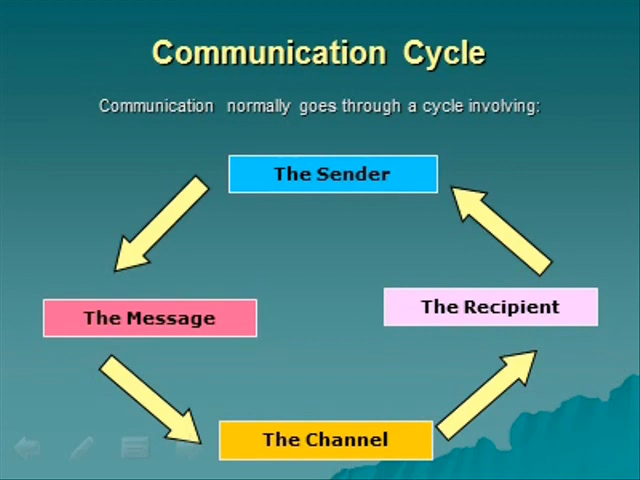 Communication Cycle
Communication normally goes through a cycle involving:
The Sender
The Message
The Recipient
The Channel